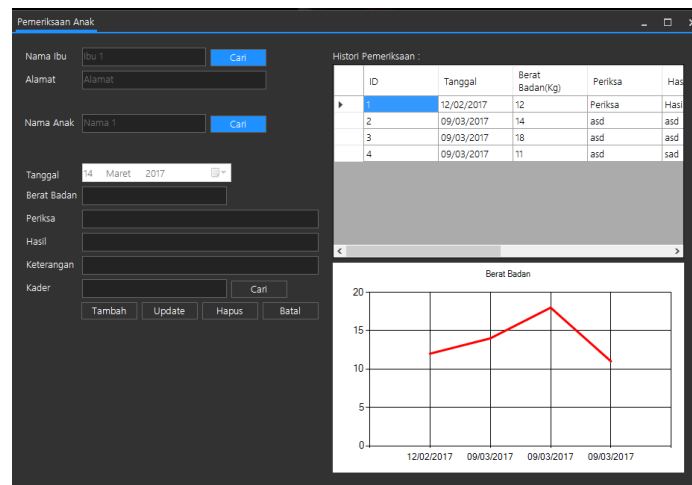 Pemeriksaan Anak
Nama Ibu Ibu 1 Cari
Alamat Alamat
Nama Anak Nama 1 Cari
Tanggal 14 Maret 2017
Berat Badan
Periksa
Hasil
Keterangan
Kader Cari
Tambah Update Hapus Batal
Histori Pemeriksaan :
ID Tanggal Berat Badan(Kg) Periksa Has
1 12/02/2017 12 Periksa Hasi
2 09/03/2017 14 asd asd
3 09/03/2017 18 asd asd
4 09/03/2017 11 asd sad
Berat Badan
20
15
10
5
0
12/02/2017 09/03/2017 09/03/2017 09/03/2017